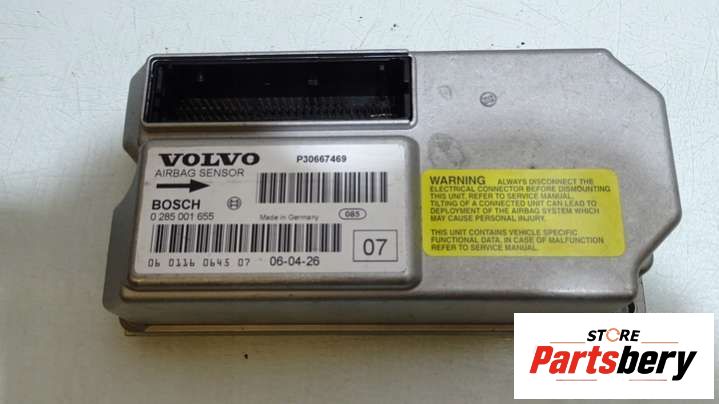 VOLVO
P30667469
AIRBAG SENSOR
BOSCH
0 285 001 655
Made in Germany
085
07
06 0116 0645 07
06-04-26
WARNING ALWAYS DISCONNECT THE
ELECTRICAL CONNECTOR BEFORE DISMOUNTING
THIS UNIT. REFER TO SERVICE MANUAL.
TILTING OF A CONNECTED UNIT CAN LEAD TO
DEPLOYMENT OF THE AIRBAG SYSTEM WHICH
MAY CAUSE PERSONAL INJURY.
THIS UNIT CONTAINS VEHICLE SPECIFIC
FUNCTIONAL DATA. IN CASE OF MALFUNCTION
REFER TO SERVICE MANUAL.
STORE
Partsbery